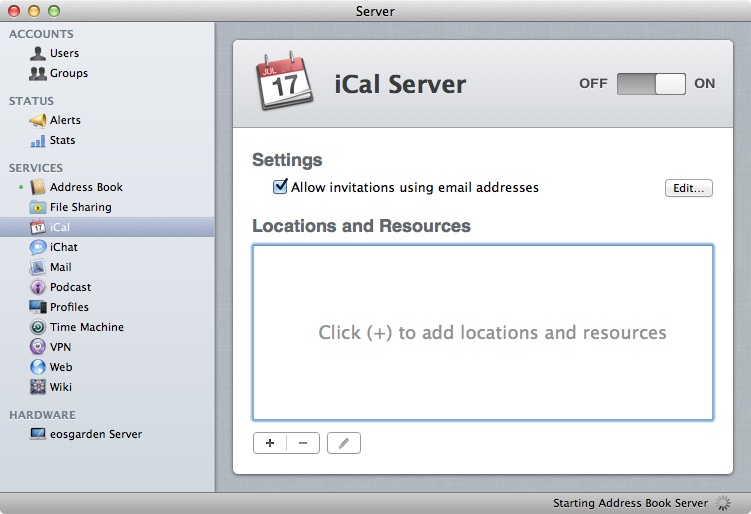 Server
ACCOUNTS
Users
Groups
STATUS
Alerts
Stats
SERVICES
Address Book
File Sharing
iCal
iChat
Mail
Podcast
Profiles
Time Machine
VPN
Web
Wiki
HARDWARE
eosgarden Server
JUL
17
iCal Server
OFF ON
Settings
Allow invitations using email addresses
Edit...
Locations and Resources
Click (+) to add locations and resources
+ −
Starting Address Book Server